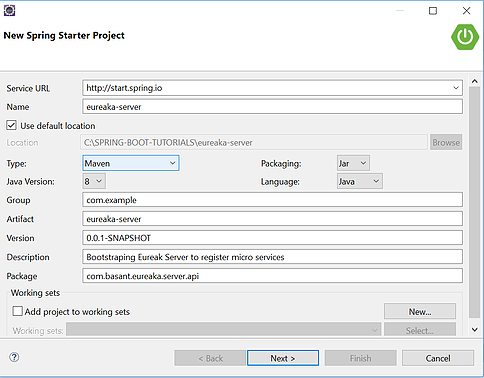 New Spring Starter Project
Service URL http://start.spring.io
Name eureaka-server
Use default location
Location C:\SPRING-BOOT-TUTORIALS\eureaka-server Browse
Type: Maven Packaging: Jar
Java Version: 8 Language: Java
Group com.example
Artifact eureaka-server
Version 0.0.1-SNAPSHOT
Description Bootstraping Eureak Server to register micro services
Package com.basant.eureaka.server.api
Working sets
Add project to working sets New...
Working sets: Select...
? < Back Next > Finish Cancel